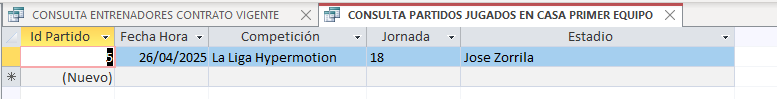 CONSULTA ENTRENADORES CONTRATO VIGENTE CONSULTA PARTIDOS JUGADOS EN CASA PRIMER EQUIPO
Id Partido Fecha Hora Competición Jornada Estadio
5 26/04/2025 La Liga Hypermotion 18 Jose Zorrila
(Nuevo)